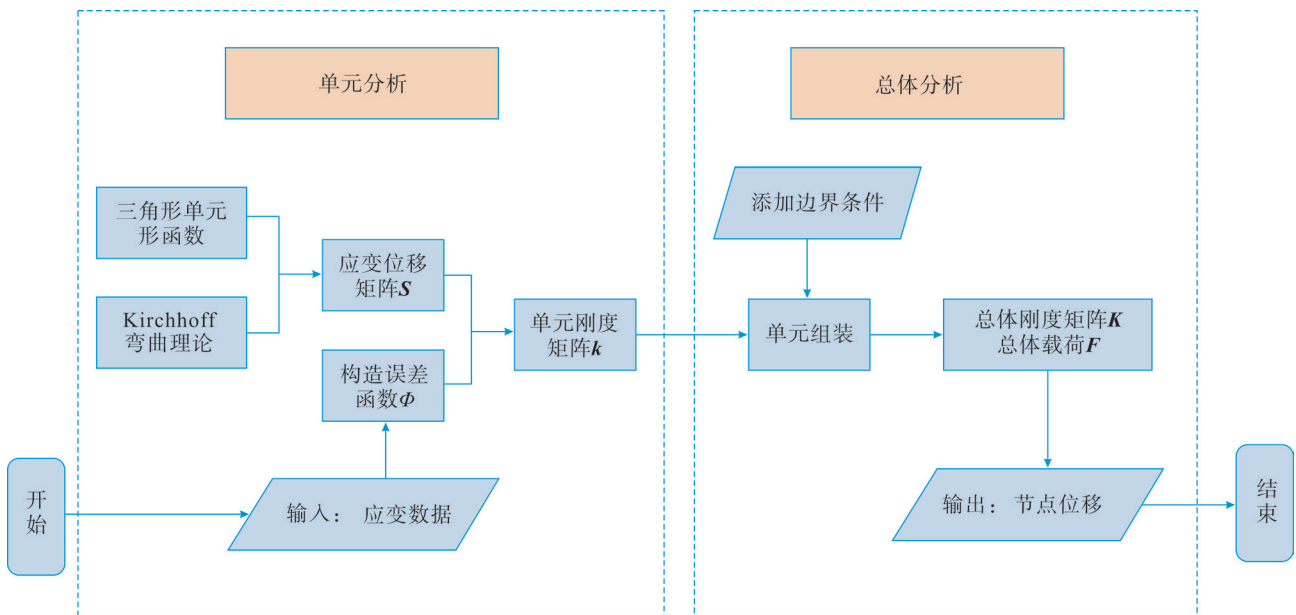 单元分析
总体分析
三角形单元
形函数
Kirchhoff
弯曲理论
应变位移
矩阵S
构造误差
函数Φ
单元刚度
矩阵k
添加边界条件
单元组装
总体刚度矩阵K
总体载荷F
开
始
输入： 应变数据
输出： 节点位移
结
束